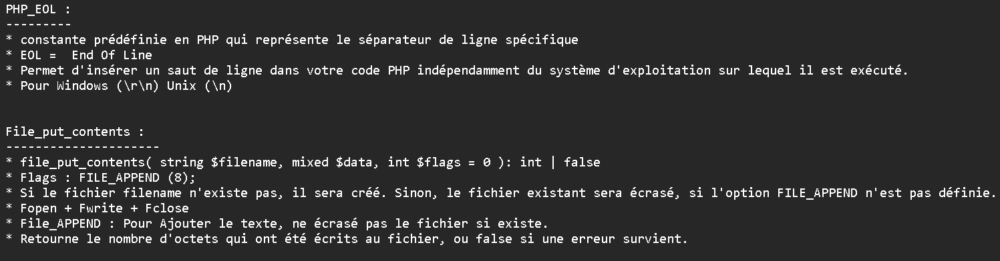 PHP_EOL :
---------
* constante prédéfinie en PHP qui représente le séparateur de ligne spécifique
* EOL =  End Of Line
* Permet d'insérer un saut de ligne dans votre code PHP indépendamment du système d'exploitation sur lequel il est exécuté.
* Pour Windows (\r\n) Unix (\n)
File_put_contents :
---------------------
* file_put_contents( string $filename, mixed $data, int $flags = 0 ): int | false
* Flags : FILE_APPEND (8);
* Si le fichier filename n'existe pas, il sera créé. Sinon, le fichier existant sera écrasé, si l'option FILE_APPEND n'est pas définie.
* Fopen + Fwrite + Fclose
* File_APPEND : Pour Ajouter le texte, ne écrasé pas le fichier si existe.
* Retourne le nombre d'octets qui ont été écrits au fichier, ou false si une erreur survient.